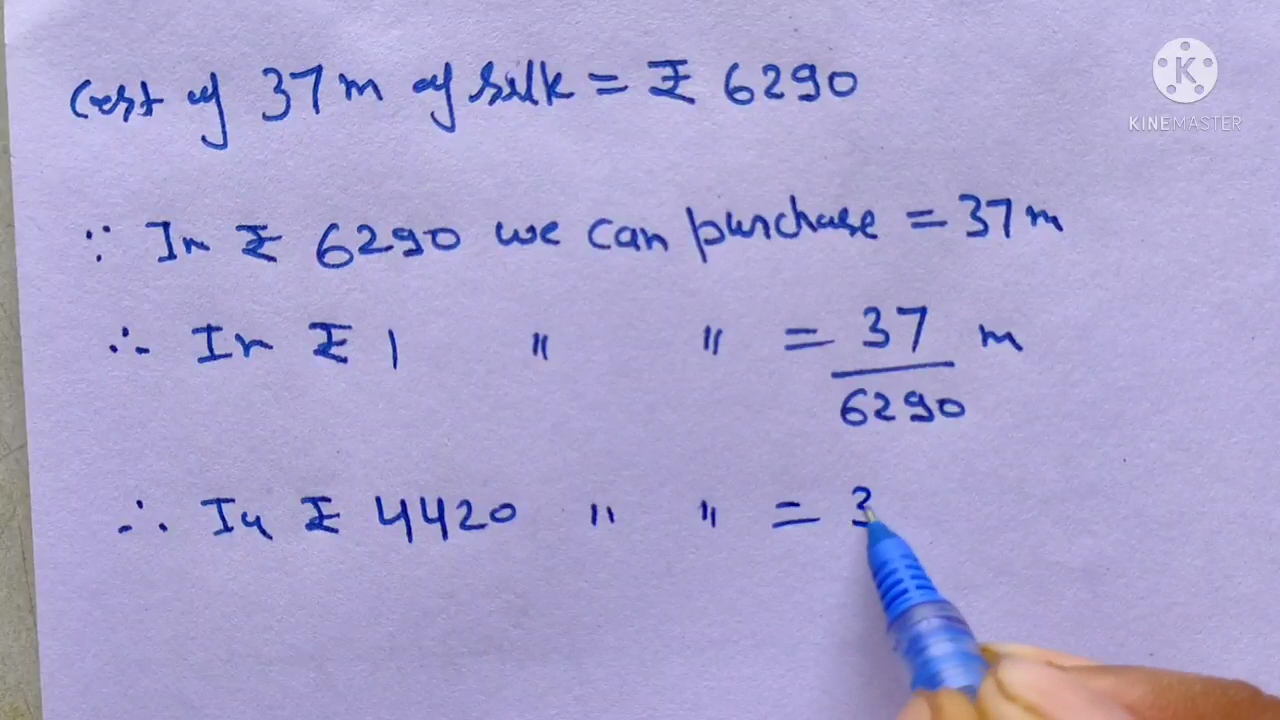 Cost of 37 m of silk = ₹ 6290
K
KINEMASTER
∵ In ₹ 6290 we can purchase = 37 m
∴ In ₹ 1 " " = 37/6290 m
∴ In ₹ 4420 " " = 3